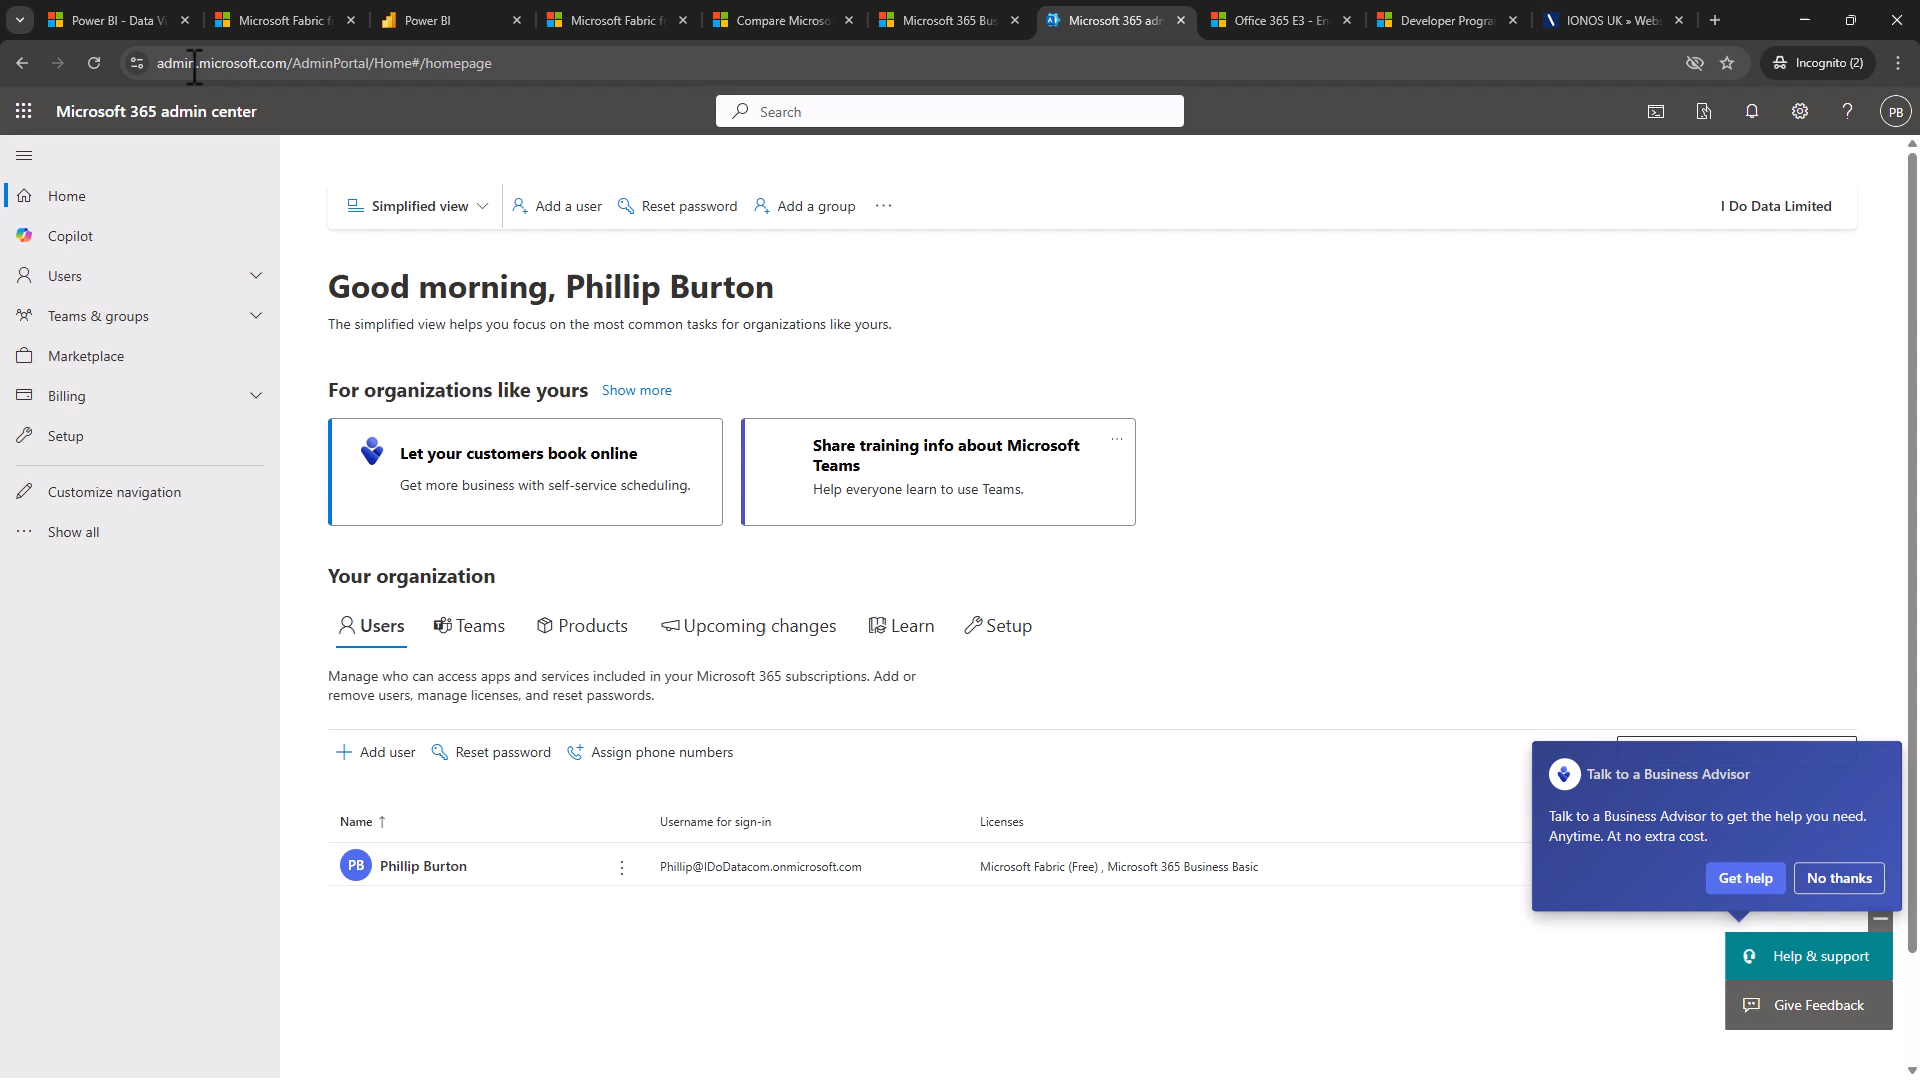 Power BI - Data Vi
Microsoft Fabric f
Power BI
Microsoft Fabric f
Compare Microso
Microsoft 365 Bus
Microsoft 365 adm
Office 365 E3 - En
Developer Progra
IONOS UK » Web
admin.microsoft.com/AdminPortal/Home#/homepage
Incognito (2)
Microsoft 365 admin center
Search
PB
Home
Copilot
Users
Teams & groups
Marketplace
Billing
Setup
Customize navigation
Show all
Simplified view
Add a user
Reset password
Add a group
I Do Data Limited
Good morning, Phillip Burton
The simplified view helps you focus on the most common tasks for organizations like yours.
For organizations like yours Show more
Let your customers book online
Get more business with self-service scheduling.
Share training info about Microsoft
Teams
Help everyone learn to use Teams.
Your organization
Users
Teams
Products
Upcoming changes
Learn
Setup
Manage who can access apps and services included in your Microsoft 365 subscriptions. Add or
remove users, manage licenses, and reset passwords.
Add user
Reset password
Assign phone numbers
Name ↑
Username for sign-in
Licenses
PB
Phillip Burton
Phillip@IDoDatacom.onmicrosoft.com
Microsoft Fabric (Free) , Microsoft 365 Business Basic
Talk to a Business Advisor
Talk to a Business Advisor to get the help you need.
Anytime. At no extra cost.
Get help
No thanks
Help & support
Give Feedback